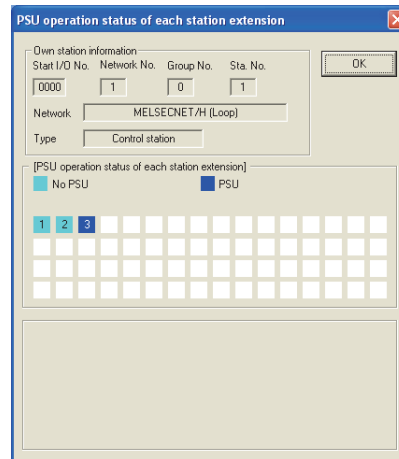 PSU operation status of each station extension
Own station information
Start I/O No. Network No. Group No. Sta. No.
0000 1 0 1
OK
Network MELSECNET/H (Loop)
Type Control station
[PSU operation status of each station extension]
No PSU PSU
1 2 3